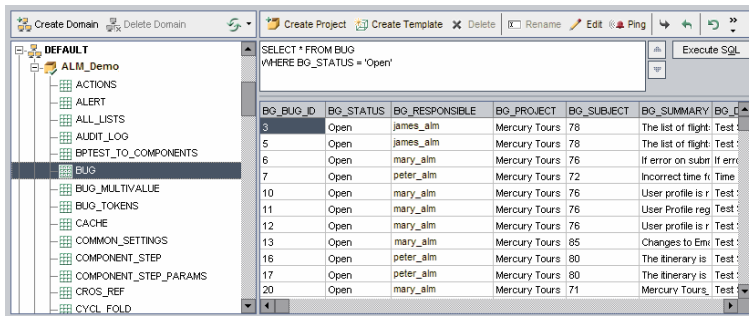 Create Domain Delete Domain Create Project Create Template Delete Rename Edit Ping
DEFAULT
ALM_Demo
ACTIONS
ALERT
ALL_LISTS
AUDIT_LOG
BPTEST_TO_COMPONENTS
BUG
BUG_MULTIVALUE
BUG_TOKENS
CACHE
COMMON_SETTINGS
COMPONENT_STEP
COMPONENT_STEP_PARAMS
CROS_REF
CYCL_FOLD
SELECT * FROM BUG
WHERE BG_STATUS = 'Open'
Execute SQL
BG_BUG_ID BG_STATUS BG_RESPONSIBLE BG_PROJECT BG_SUBJECT BG_SUMMARY BG_D
3 Open james_alm Mercury Tours 78 The list of flight: Test
5 Open james_alm Mercury Tours 78 The list of flight: Test
6 Open mary_alm Mercury Tours 76 If error on subm If erro
7 Open peter_alm Mercury Tours 72 Incorrect time fo Time
10 Open mary_alm Mercury Tours 76 User profile is r Test
11 Open mary_alm Mercury Tours 76 User Profile reg Test
12 Open mary_alm Mercury Tours 76 User profile is r Test
13 Open mary_alm Mercury Tours 85 Changes to Ema Test
16 Open peter_alm Mercury Tours 80 The itinerary is Test
17 Open peter_alm Mercury Tours 80 The itinerary is Test
20 Open mary_alm Mercury Tours 71 Mercury Tours_ Test